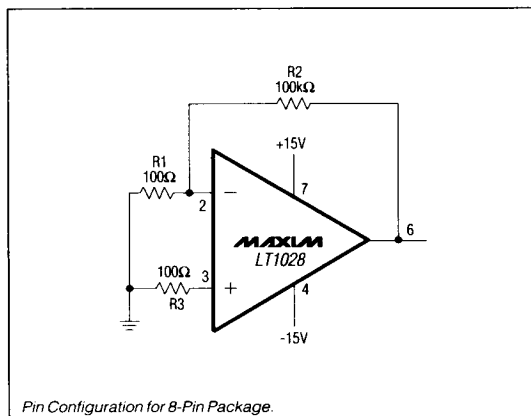 R2
100kΩ
+15V
R1
100Ω
7
2
−
MAXIM
LT1028
6
100Ω
3
+
R3
4
-15V
Pin Configuration for 8-Pin Package.